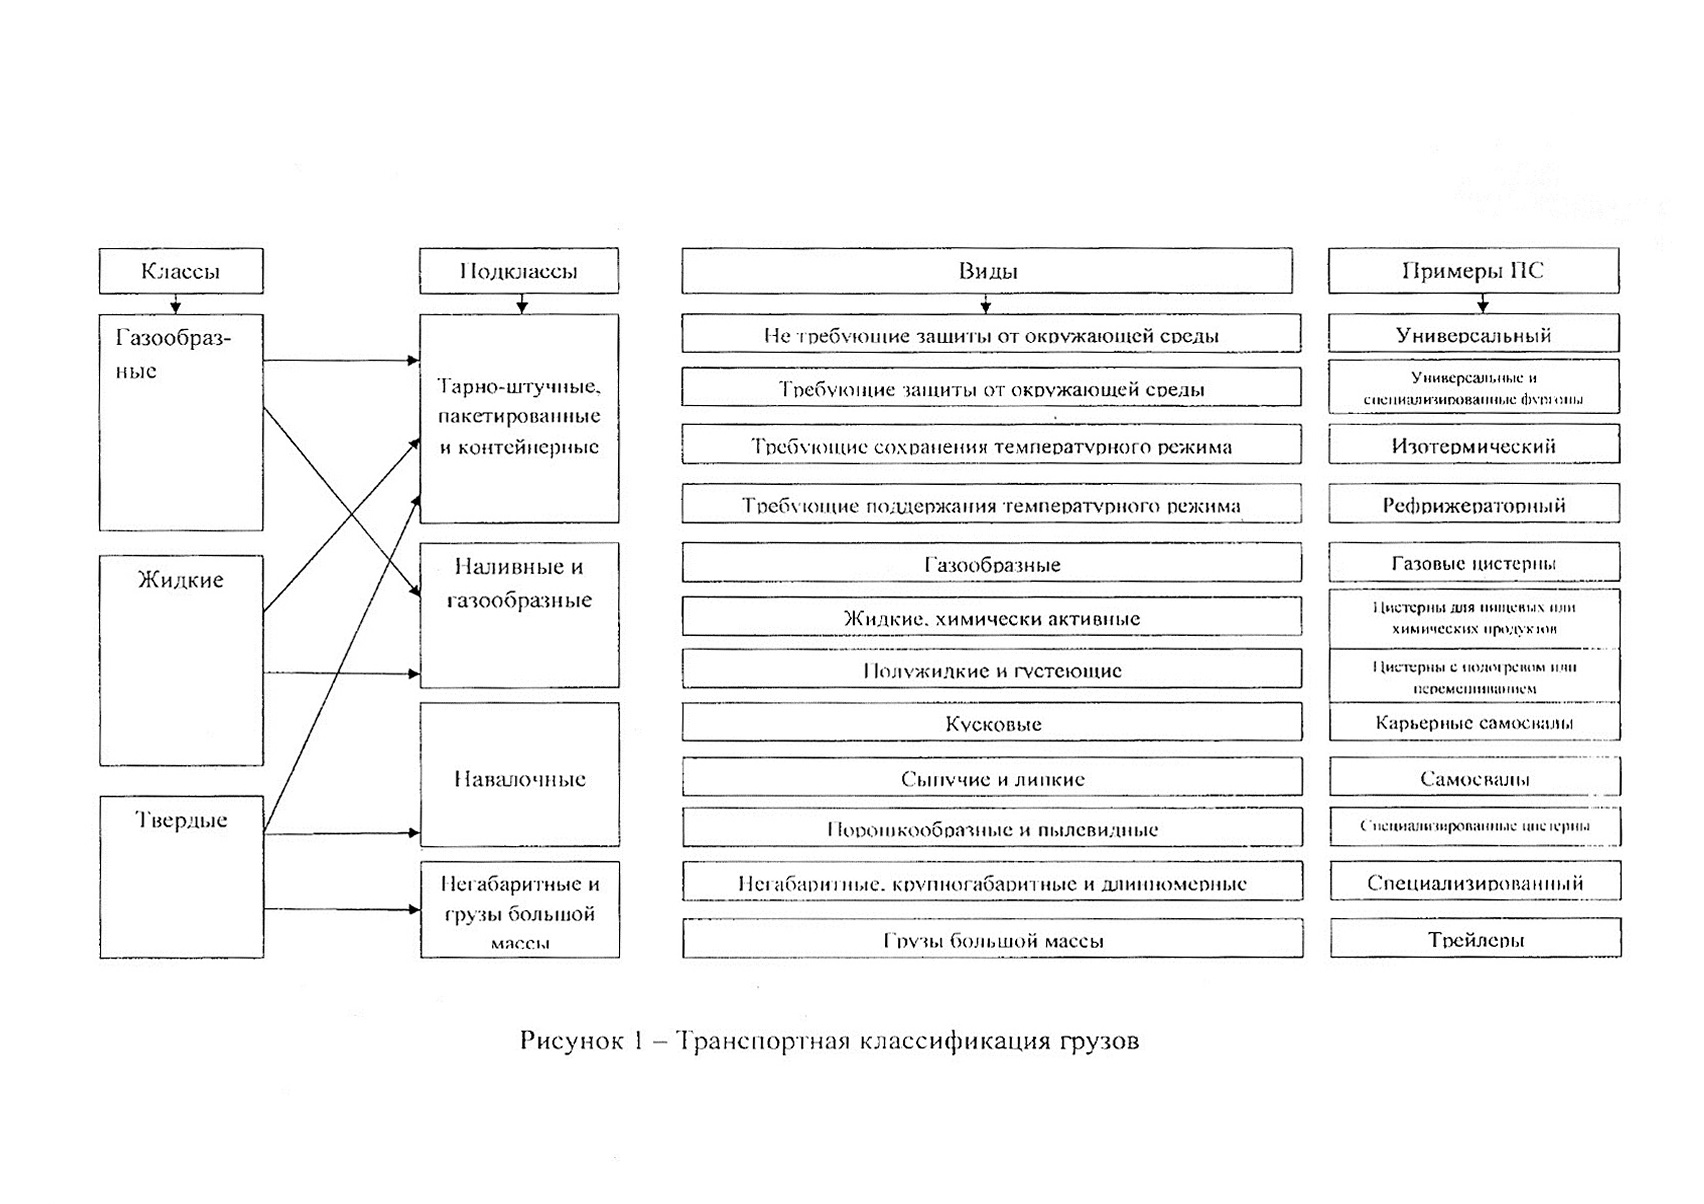 Классы
Подклассы
Виды
Примеры ПС
Газообраз-
ные
Тарно-штучные,
пакетированные
и контейнерные
Не требующие защиты от окружающей среды
Универсальный
Требующие защиты от окружающей среды
Универсальные и
специализированные фургоны
Требующие сохранения температурного режима
Изотермический
Требующие поддержания температурного режима
Рефрижераторный
Жидкие
Наливные и
газообразные
Газообразные
Газовые цистерны
Жидкие, химически активные
Цистерны для пищевых или
химических продуктов
Полужидкие и густеющие
Цистерны с подогревом или
перемешиванием
Навалочные
Кусковые
Карьерные самосвалы
Сыпучие и липкие
Самосвалы
Твердые
Порошкообразные и пылевидные
Специализированные цистерны
Негабаритные и
грузы большой
массы
Негабаритные, крупногабаритные и длинномерные
Специализированный
Грузы большой массы
Трейлеры
Рисунок 1 – Транспортная классификация грузов